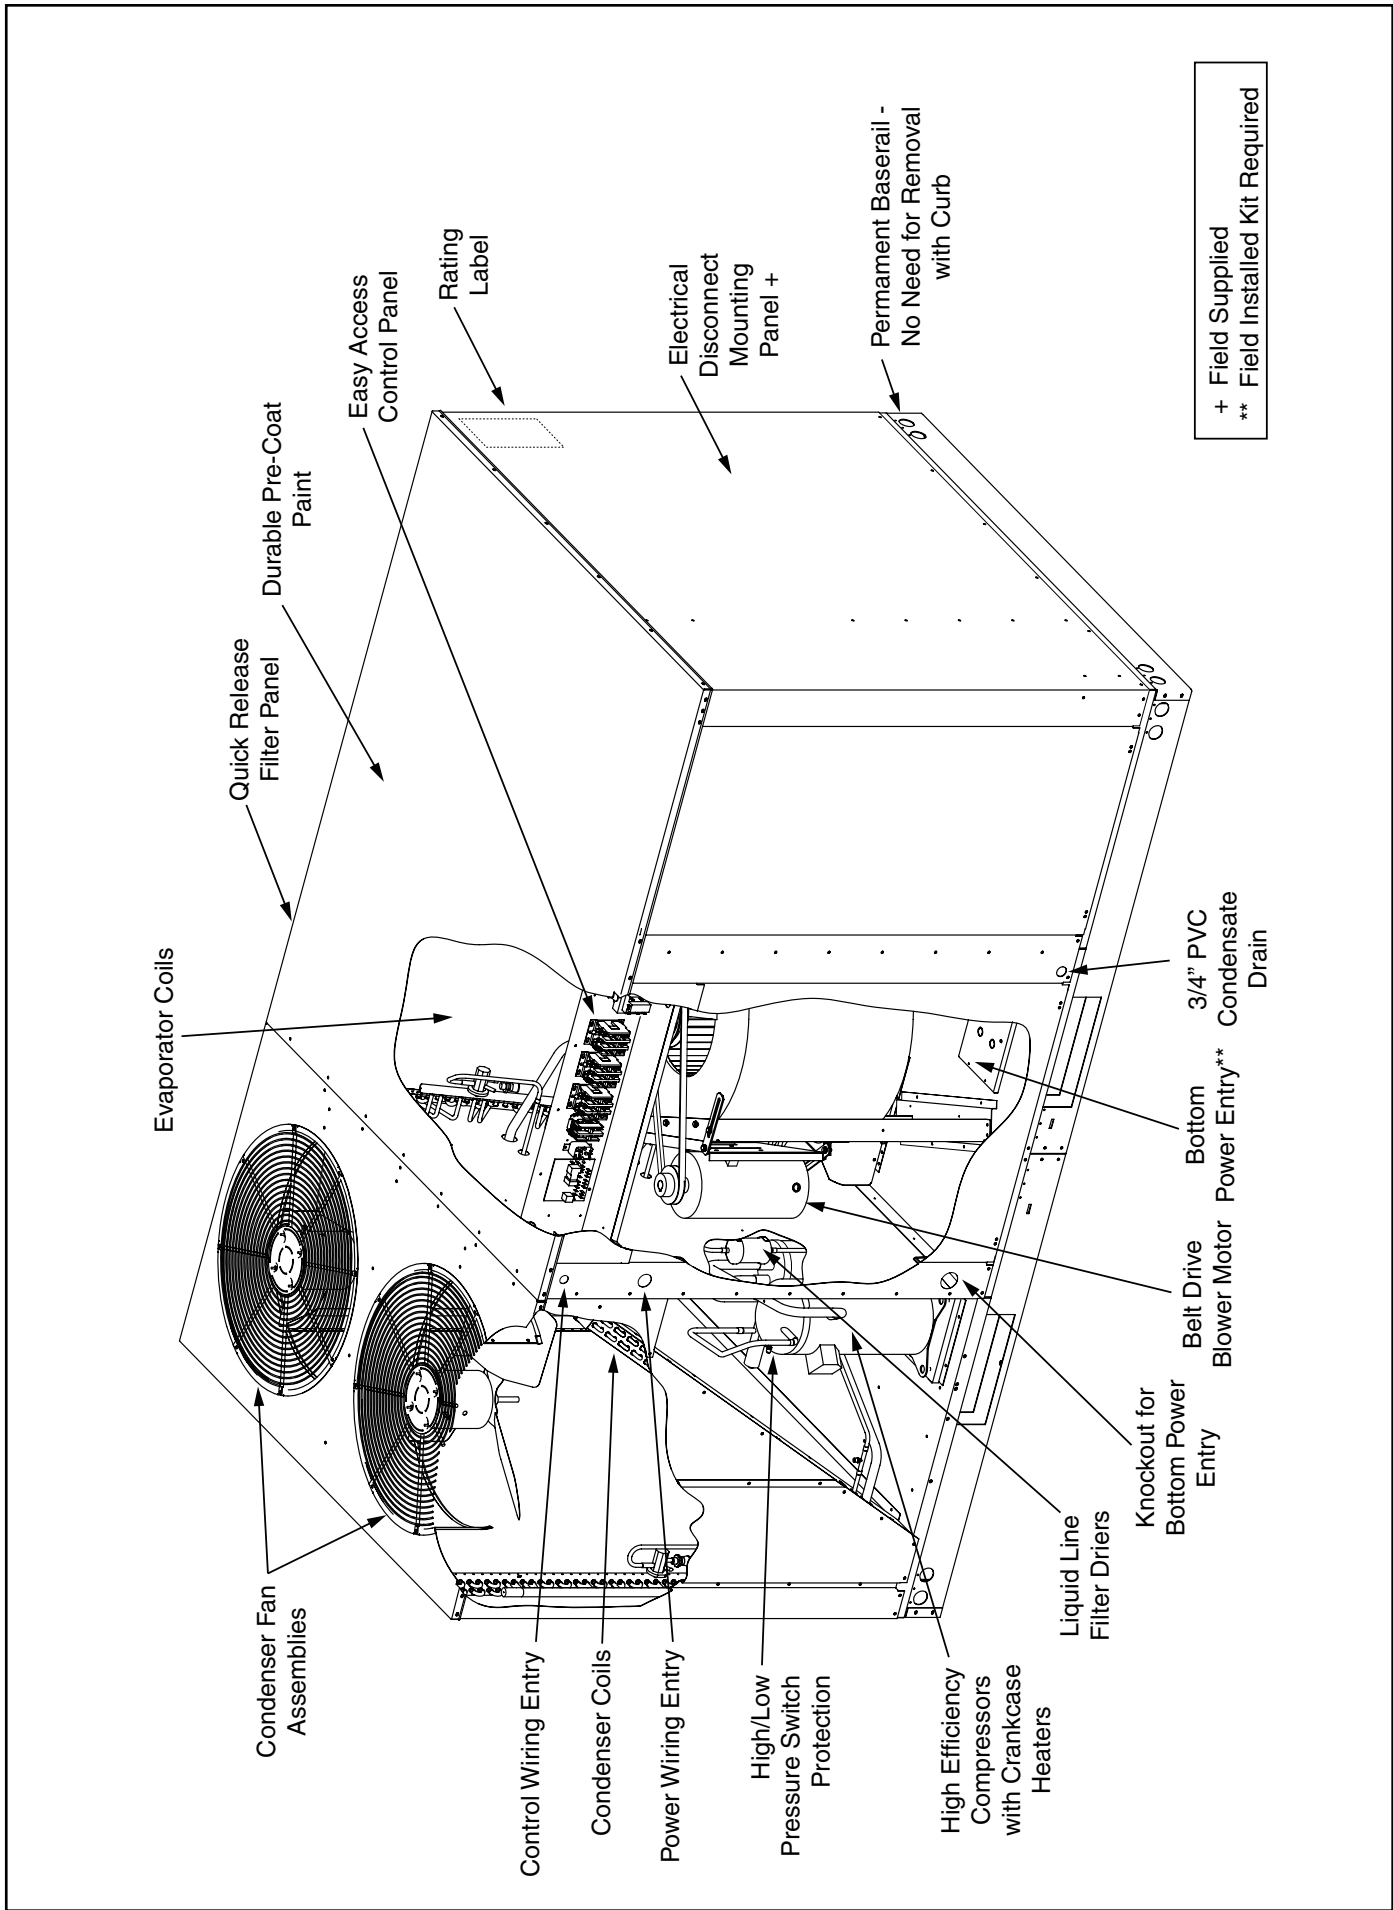 Condenser Fan
Assemblies
Evaporator Coils
Quick Release
Filter Panel
Durable Pre-Coat
Paint
Easy Access
Control Panel
Rating
Label
Electrical
Disconnect
Mounting
Panel +
Permament Baserail -
No Need for Removal
with Curb
Control Wiring Entry
Condenser Coils
Power Wiring Entry
High/Low
Pressure Switch
Protection
High Efficiency
Compressors
with Crankcase
Heaters
Liquid Line
Filter Driers
Knockout for
Bottom Power
Entry
Belt Drive
Blower Motor
Bottom
Power Entry**
3/4" PVC
Condensate
Drain
+ Field Supplied
** Field Installed Kit Required